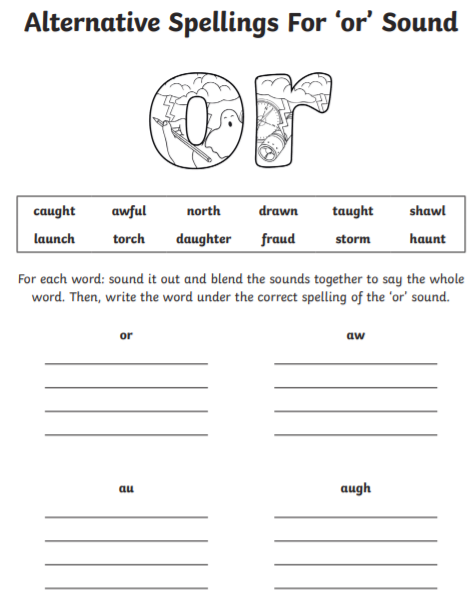 Alternative Spellings For ‘or’ Sound
or
caught awful north drawn taught shawl
launch torch daughter fraud storm haunt
For each word: sound it out and blend the sounds together to say the whole
word. Then, write the word under the correct spelling of the ‘or’ sound.
or aw
au augh